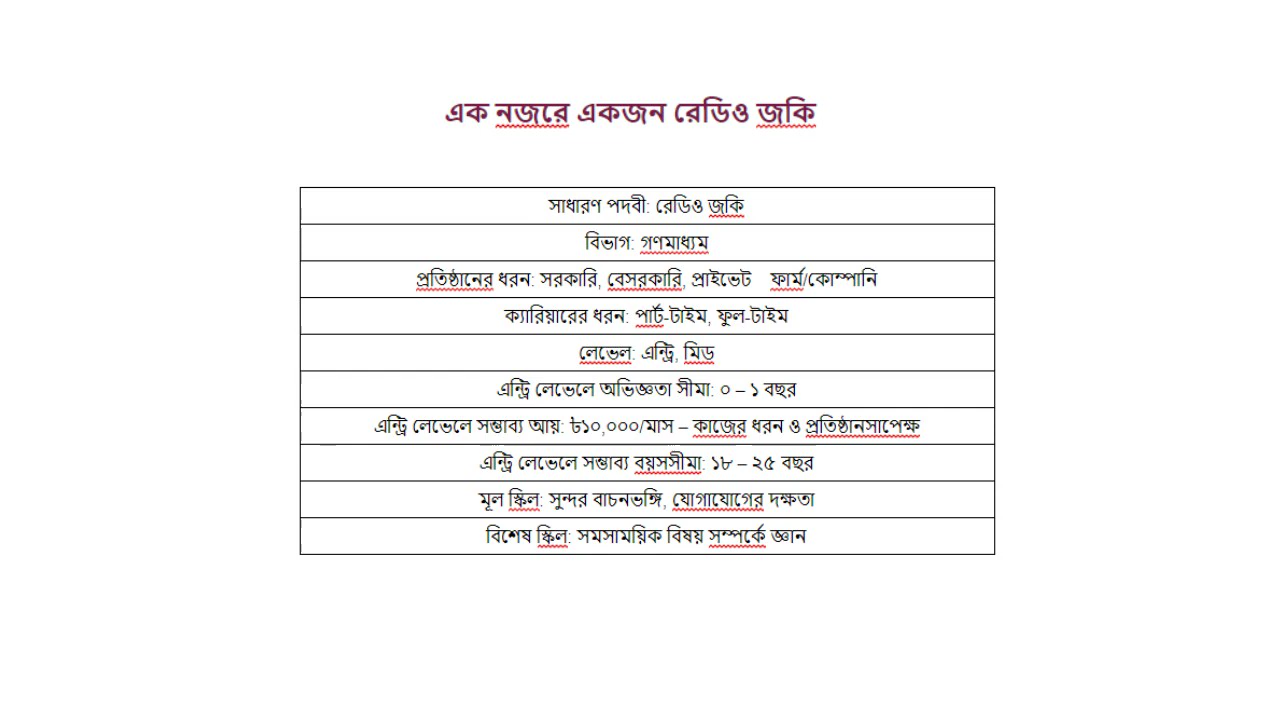 এক নজরে একজন রেডিও জকি
সাধারণ পদবী: রেডিও জকি
বিভাগ: গণমাধ্যম
প্রতিষ্ঠানের ধরন: সরকারি, বেসরকারি, প্রাইভেট ফার্ম/কোম্পানি
ক্যারিয়ারের ধরন: পার্ট-টাইম, ফুল-টাইম
লেভেল: এন্ট্রি, মিড
এন্ট্রি লেভেলে অভিজ্ঞতা সীমা: ০ – ১ বছর
এন্ট্রি লেভেলে সম্ভাব্য আয়: ৳১০,০০০/মাস – কাজের ধরন ও প্রতিষ্ঠানসাপেক্ষ
এন্ট্রি লেভেলে সম্ভাব্য বয়সসীমা: ১৮ – ২৫ বছর
মূল স্কিল: সুন্দর বাচনভঙ্গি, যোগাযোগের দক্ষতা
বিশেষ স্কিল: সমসাময়িক বিষয় সম্পর্কে জ্ঞান